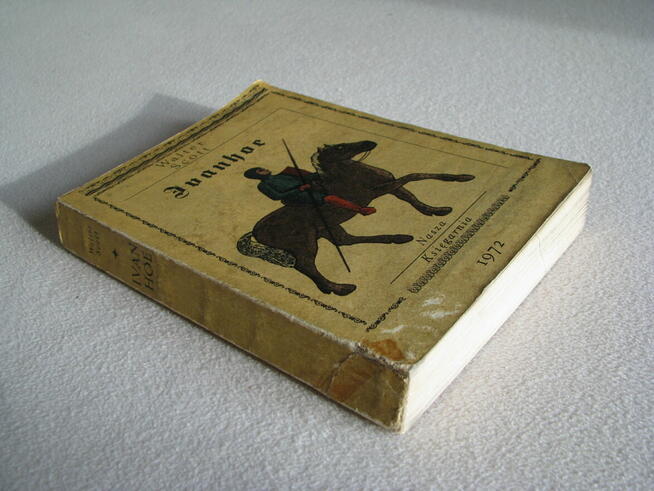 Walter
Scott
Ivanhoe
Nasza
Księgarnia
1972
Walter
Scott
IVAN
HOE